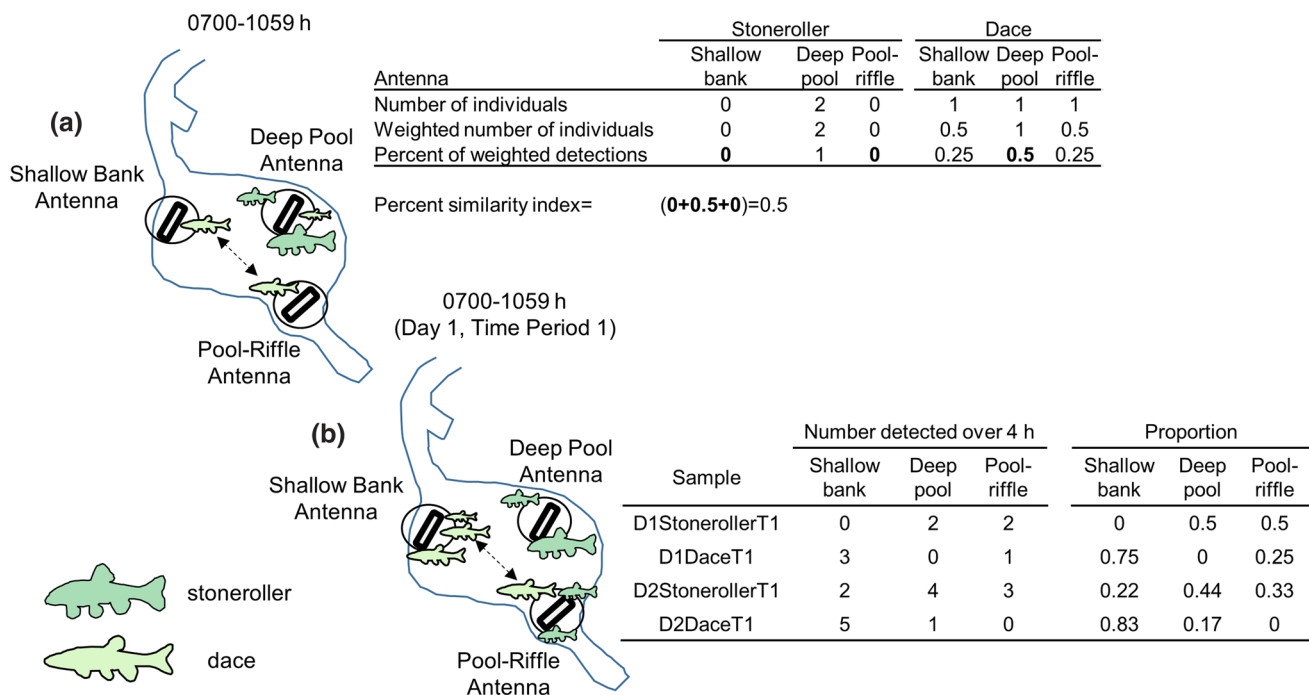 0700-1059 h
(a)
Deep Pool
Antenna
Shallow Bank
Antenna
Pool-Riffle
Antenna
Stoneroller Dace
Shallow Deep Pool- Shallow Deep Pool-
Antenna bank pool riffle bank pool riffle
Number of individuals 0 2 0 1 1 1
Weighted number of individuals 0 2 0 0.5 1 0.5
Percent of weighted detections 0 1 0 0.25 0.5 0.25
Percent similarity index= (0+0.5+0)=0.5
0700-1059 h
(Day 1, Time Period 1)
(b)
Deep Pool
Antenna
Shallow Bank
Antenna
Pool-Riffle
Antenna
Number detected over 4 h Proportion
Sample Shallow Deep Pool- Shallow Deep Pool-
bank pool riffle bank pool riffle
D1StonerollerT1 0 2 2 0 0.5 0.5
D1DaceT1 3 0 1 0.75 0 0.25
D2StonerollerT1 2 4 3 0.22 0.44 0.33
D2DaceT1 5 1 0 0.83 0.17 0
stoneroller
dace